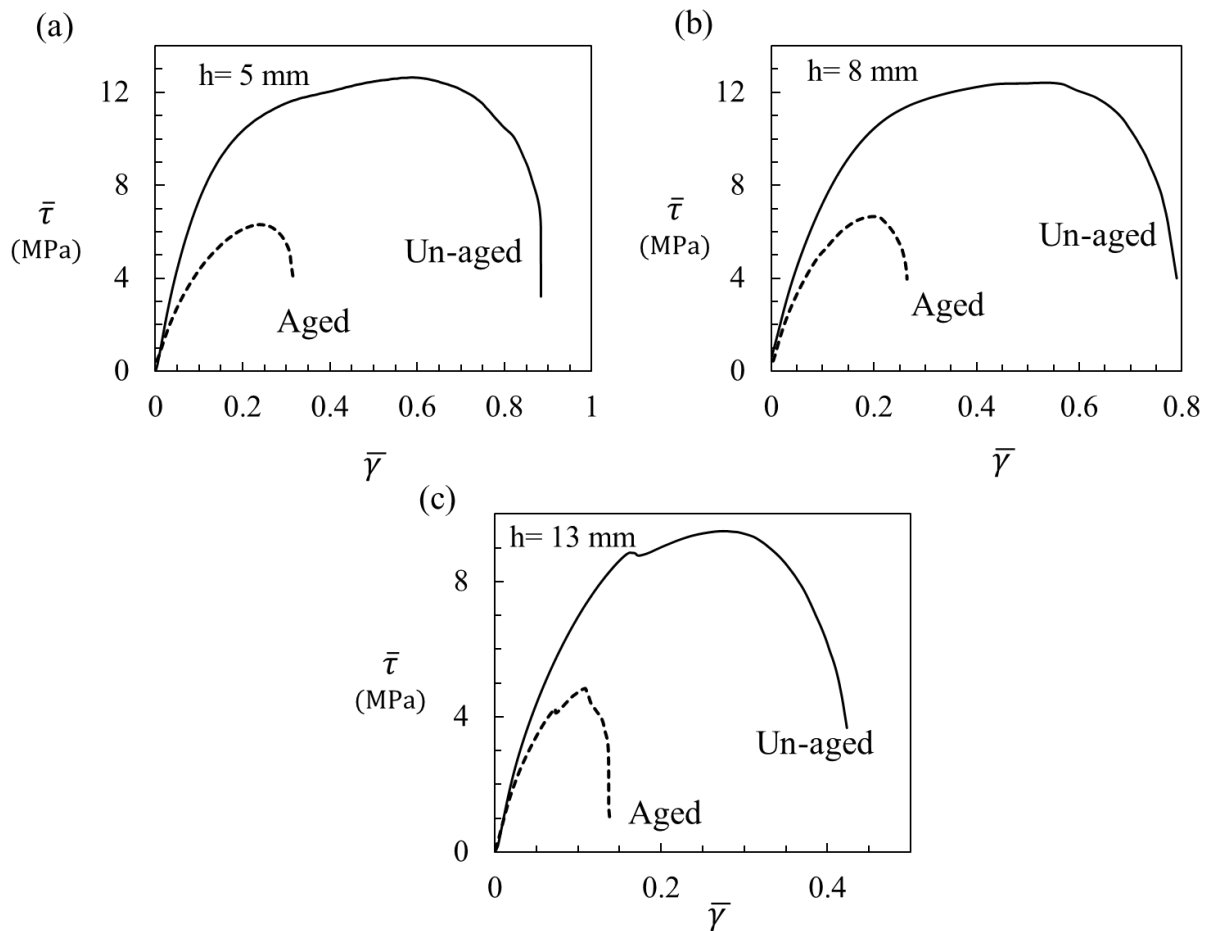 (a)
h= 5 mm
12
8
4
0
τ̄
(MPa)
Un-aged
Aged
0 0.2 0.4 0.6 0.8 1
γ̄
(b)
h= 8 mm
12
8
4
0
τ̄
(MPa)
Un-aged
Aged
0 0.2 0.4 0.6 0.8
γ̄
(c)
h= 13 mm
8
4
0
τ̄
(MPa)
Un-aged
Aged
0 0.2 0.4
γ̄